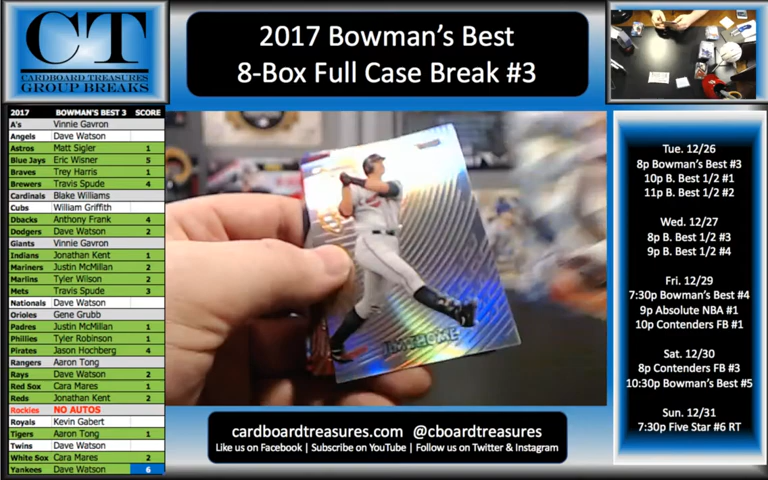 CT
CARDBOARD TREASURES
GROUP BREAKS
2017 Bowman's Best
8-Box Full Case Break #3
2017 BOWMAN'S BEST 3 SCORE
A's Vinnie Gavron
Angels Dave Watson
Astros Matt Sigler 1
Blue Jays Eric Wisner 5
Braves Trey Harris 1
Brewers Travis Spude 4
Cardinals Blake Williams
Cubs William Griffith
Dbacks Anthony Frank 4
Dodgers Dave Watson 2
Giants Vinnie Gavron
Indians Jonathan Kent 1
Mariners Justin McMillan 2
Marlins Tyler Wilson 2
Mets Travis Spude 3
Nationals Dave Watson
Orioles Gene Grubb
Padres Justin McMillan 1
Phillies Tyler Robinson 1
Pirates Jason Hochberg 4
Rangers Aaron Tong
Rays Dave Watson 2
Red Sox Cara Mares 1
Reds Jonathan Kent 2
Rockies NO AUTOS
Royals Kevin Gabert
Tigers Aaron Tong 1
Twins Dave Watson
White Sox Cara Mares 2
Yankees Dave Watson 6
JIM THOME
Tue. 12/26
8p Bowman's Best #3
10p B. Best 1/2 #1
11p B. Best 1/2 #2
Wed. 12/27
8p B. Best 1/2 #3
9p B. Best 1/2 #4
Fri. 12/29
7:30p Bowman's Best #4
9p Absolute NBA #1
10p Contenders FB #1
Sat. 12/30
8p Contenders FB #3
10:30p Bowman's Best #5
Sun. 12/31
7:30p Five Star #6 RT
cardboardtreasures.com @cboardtreasures
Like us on Facebook | Subscribe on YouTube | Follow us on Twitter & Instagram